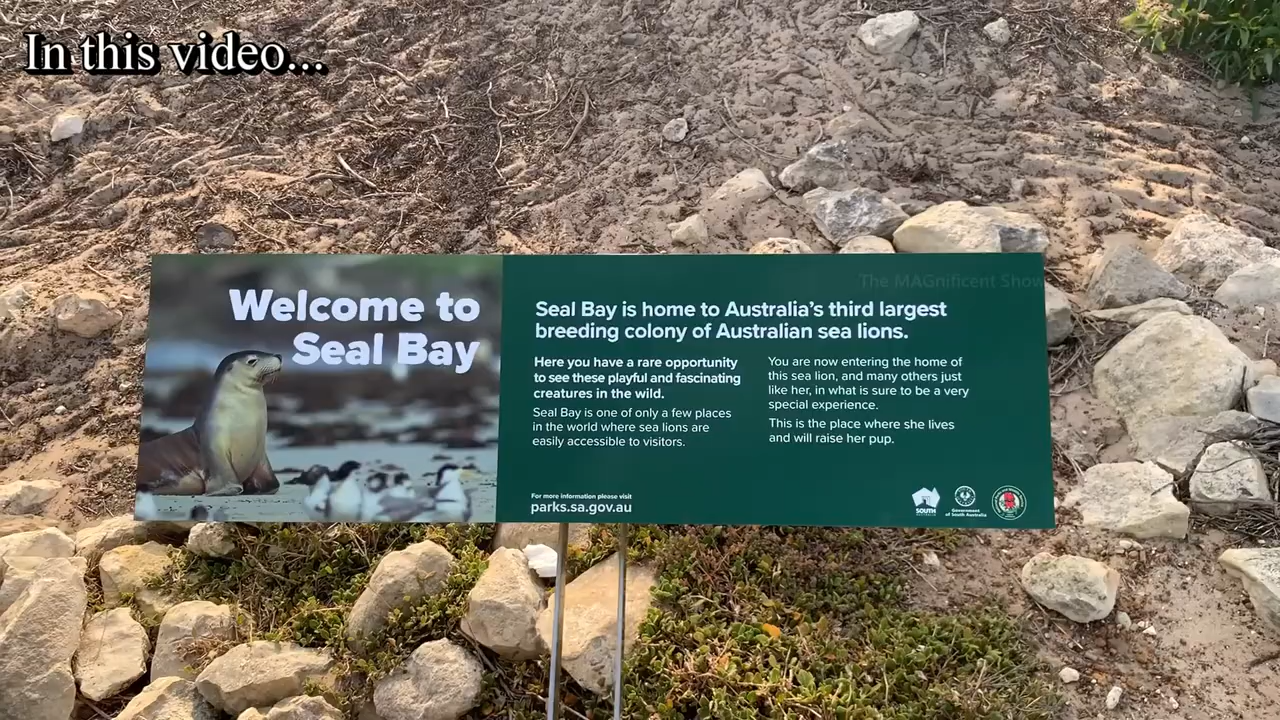 In this video...
The MAGnificent Show
Welcome to
Seal Bay
Seal Bay is home to Australia's third largest
breeding colony of Australian sea lions.
Here you have a rare opportunity
to see these playful and fascinating
creatures in the wild.
Seal Bay is one of only a few places
in the world where sea lions are
easily accessible to visitors.
You are now entering the home of
this sea lion, and many others just
like her, in what is sure to be a very
special experience.
This is the place where she lives
and will raise her pup.
For more information please visit
parks.sa.gov.au
SOUTH
Government
of South Australia